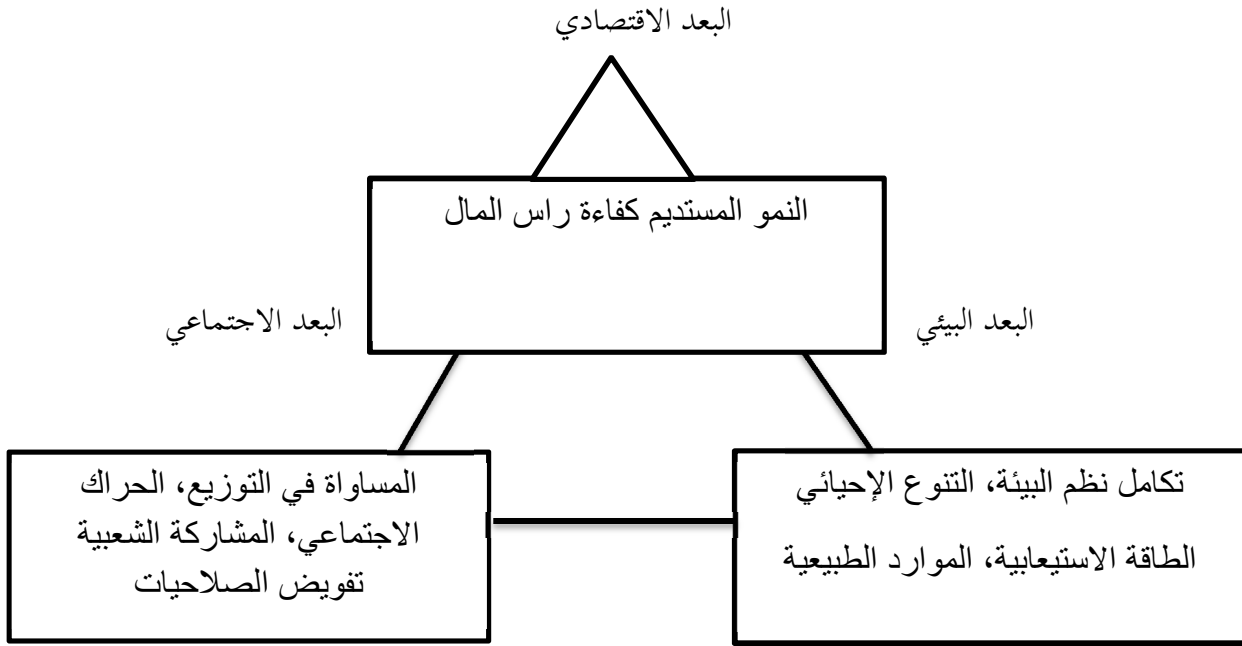 البعد الاقتصادي
النمو المستديم كفاءة راس المال
البعد البيئي
البعد الاجتماعي
تكامل نظم البيئة، التنوع الإحيائي
الطاقة الاستيعابية، الموارد الطبيعية
المساواة في التوزيع، الحراك
الاجتماعي، المشاركة الشعبية
تفويض الصلاحيات